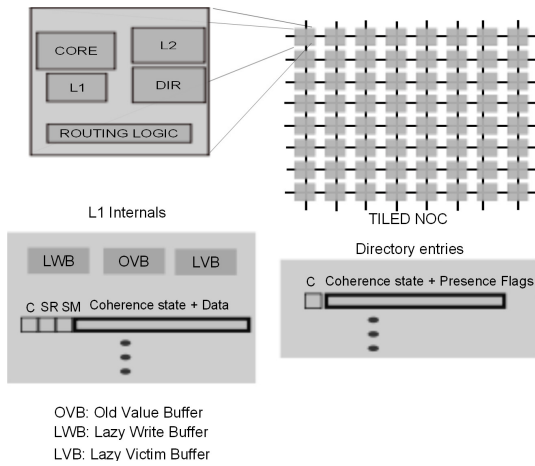 CORE
L2
L1
DIR
ROUTING LOGIC
TILED NOC
L1 Internals
LWB OVB LVB
C SR SM Coherence state + Data
Directory entries
C Coherence state + Presence Flags
OVB: Old Value Buffer
LWB: Lazy Write Buffer
LVB: Lazy Victim Buffer